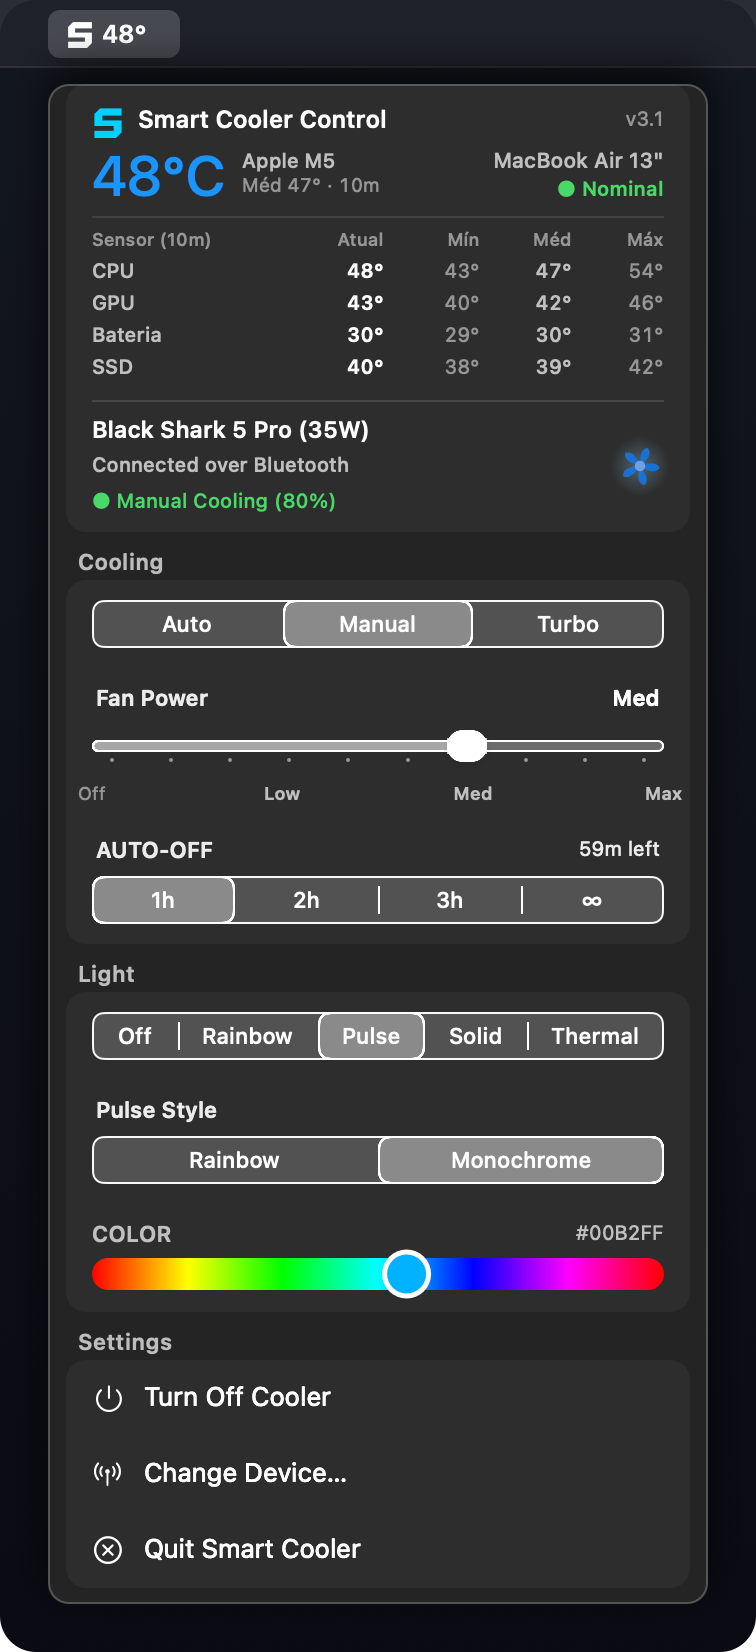 48°
Smart Cooler Control v3.1
48°C Apple M5 MacBook Air 13"
Méd 47° · 10m Nominal
Sensor (10m) Atual Mín Méd Máx
CPU 48° 43° 47° 54°
GPU 43° 40° 42° 46°
Bateria 30° 29° 30° 31°
SSD 40° 38° 39° 42°
Black Shark 5 Pro (35W)
Connected over Bluetooth
Manual Cooling (80%)
Cooling
Auto Manual Turbo
Fan Power Med
Off Low Med Max
AUTO-OFF 59m left
1h 2h 3h ∞
Light
Off Rainbow Pulse Solid Thermal
Pulse Style
Rainbow Monochrome
COLOR #00B2FF
Settings
Turn Off Cooler
Change Device...
Quit Smart Cooler